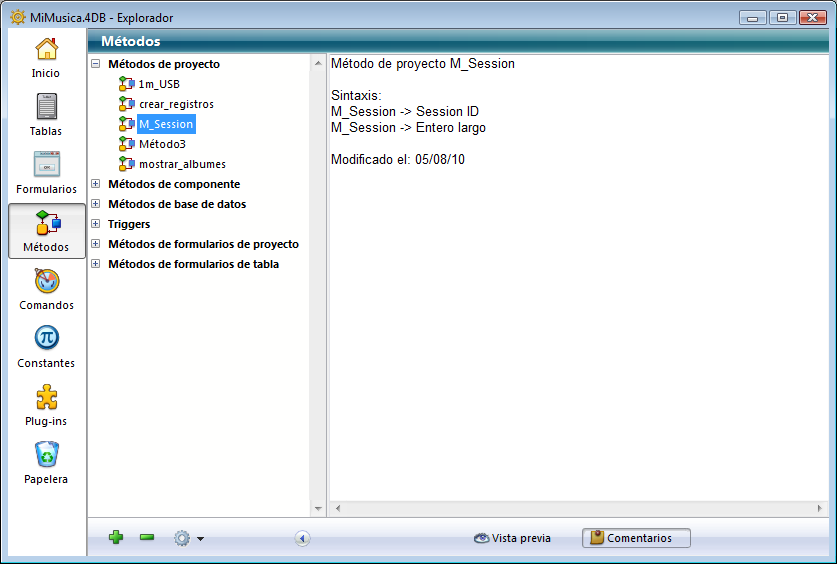 MiMusica.4DB - Explorador
Inicio
Tablas
Formularios
Métodos
Comandos
Constantes
Plug-ins
Papelera
Métodos
Métodos de proyecto
1m_USB
crear_registros
M_Session
Método3
mostrar_albumes
Métodos de componente
Métodos de base de datos
Triggers
Métodos de formularios de proyecto
Métodos de formularios de tabla
Método de proyecto M_Session
Sintaxis:
M_Session -> Session ID
M_Session -> Entero largo
Modificado el: 05/08/10
Vista previa
Comentarios